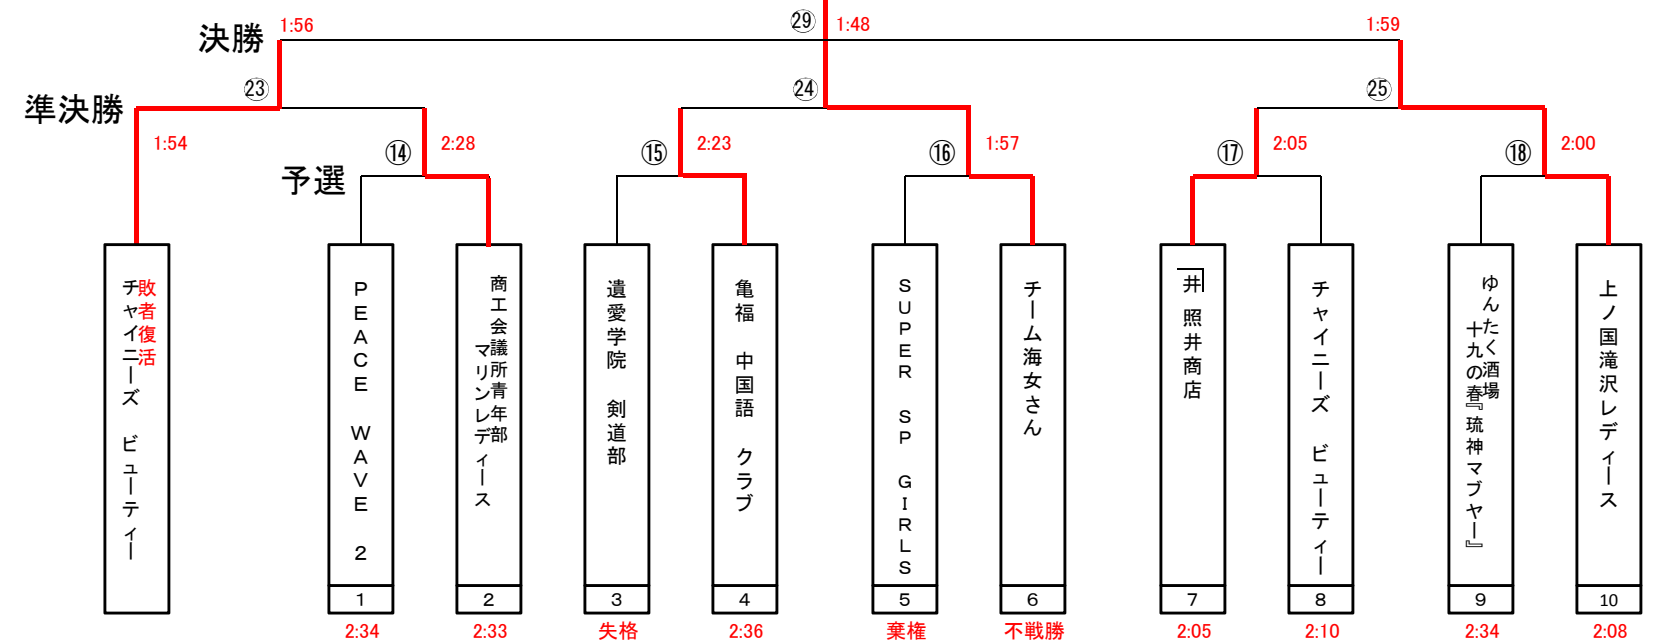 決勝
1:56
㉙
1:48
1:59
準決勝
㉓
㉔
㉕
1:54
予選
⑭
2:28
⑮
2:23
⑯
1:57
⑰
2:05
⑱
2:00
敗者復活
チャイニーズ ビューティー
PEACE WAVE 2
1
2:34
商工会議所青年部
マリンレディース
2
2:33
遺愛学院 剣道部
3
失格
亀福 中国語 クラブ
4
2:36
SUPER SP GIRLS
5
棄権
チーム海女さん
6
不戦勝
井 照井商店
7
2:05
チャイニーズ ビューティー
8
2:10
ゆんたく酒場
十九の春『琉神マブヤー』
9
2:34
上ノ国滝沢レディース
10
2:08